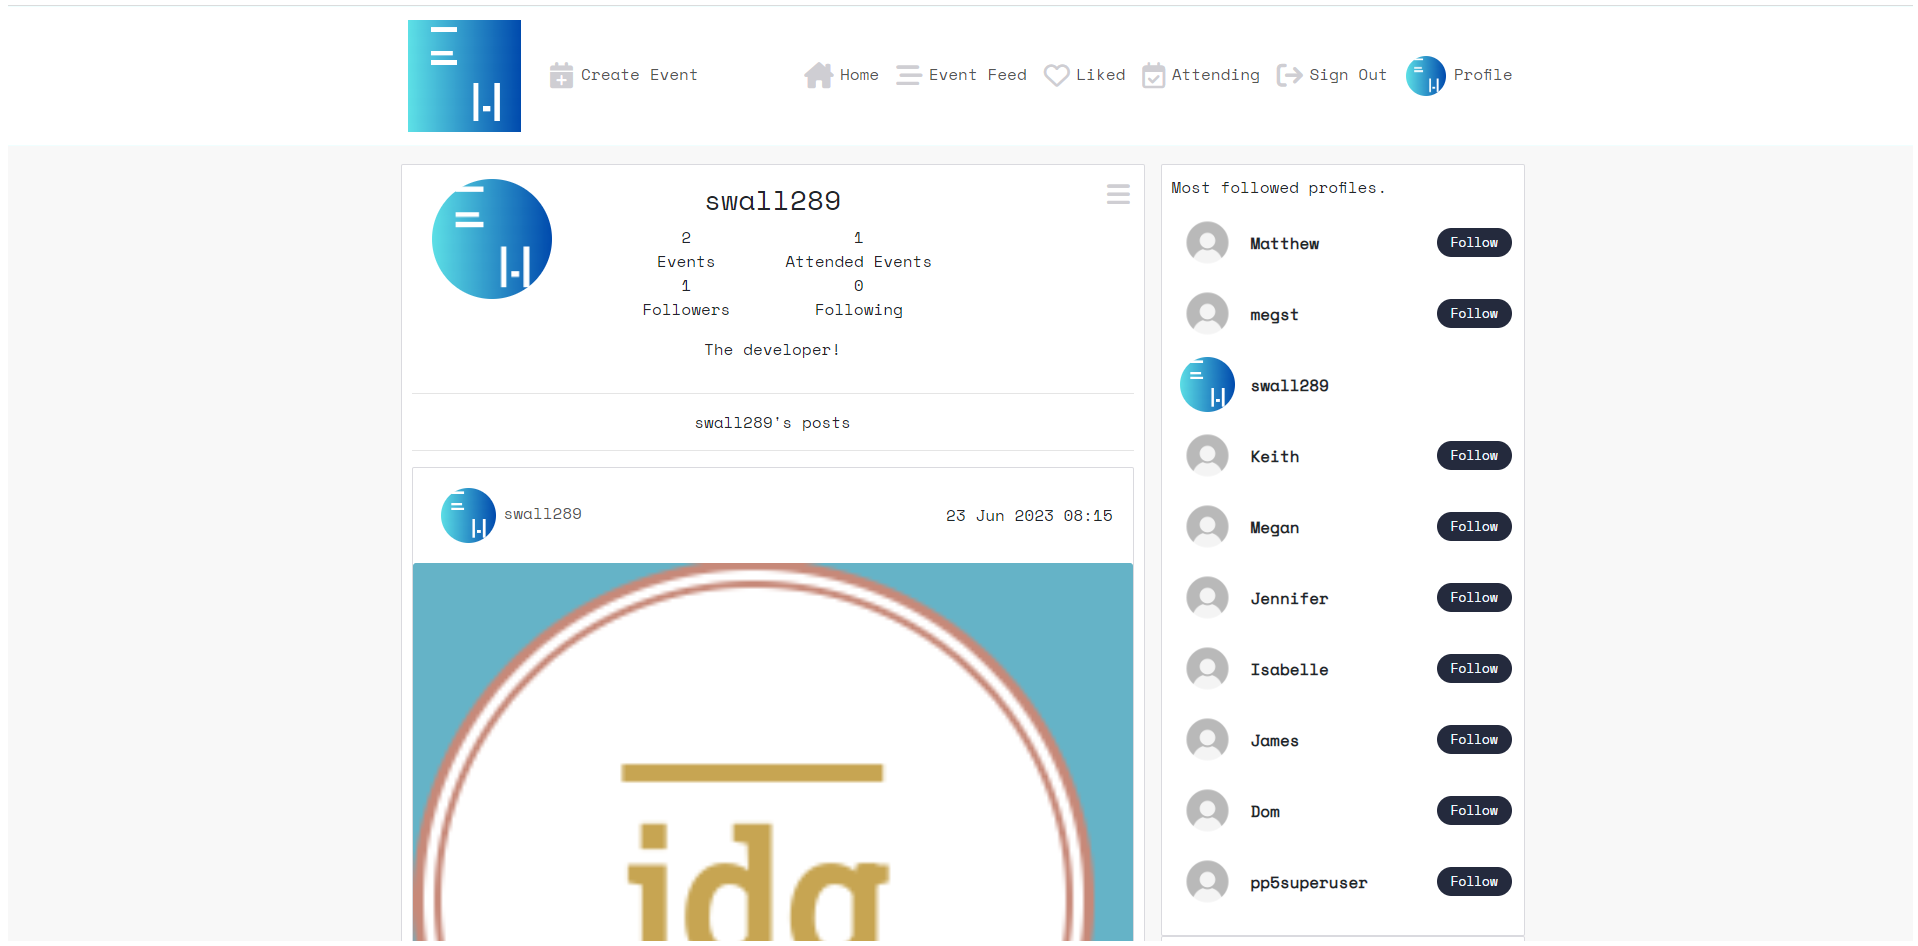 Create Event Home Event Feed Liked Attending Sign Out Profile
swall289
2 1
Events Attended Events
1 0
Followers Following
The developer!
swall289's posts
swall289 23 Jun 2023 08:15
Most followed profiles.
Matthew Follow
megst Follow
swall289
Keith Follow
Megan Follow
Jennifer Follow
Isabelle Follow
James Follow
Dom Follow
pp5superuser Follow